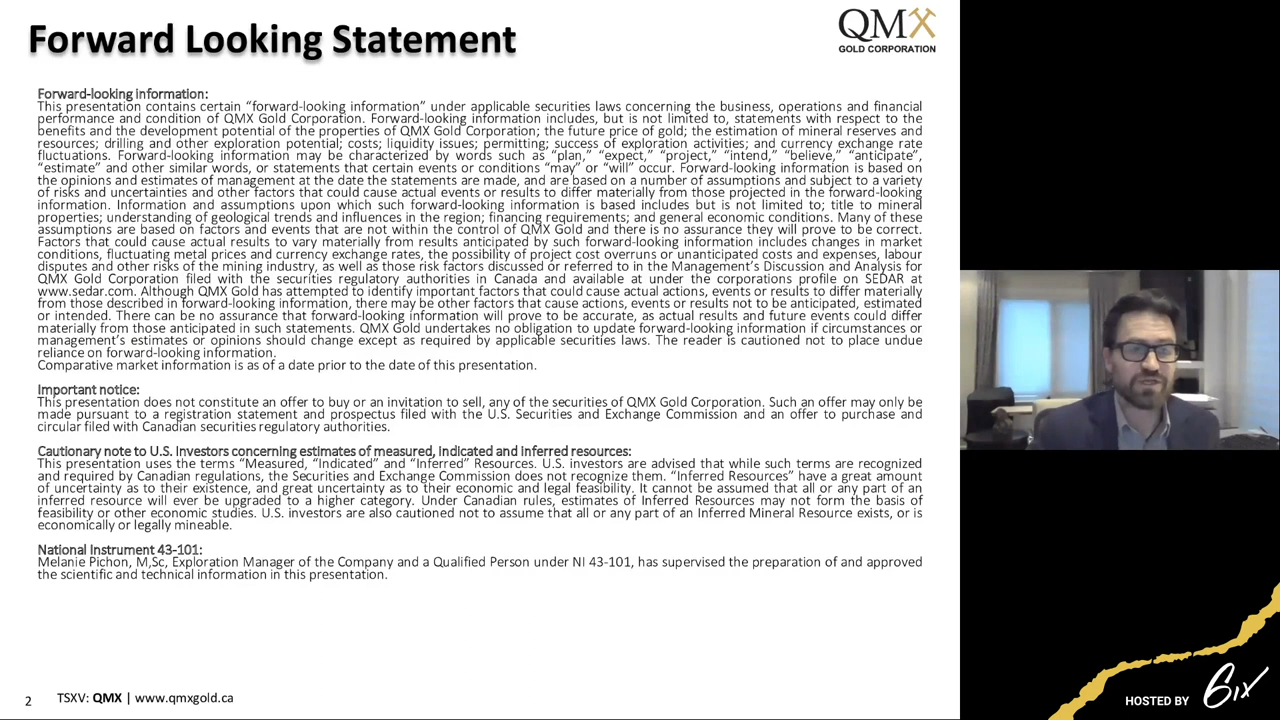 Forward Looking Statement
QMX
GOLD CORPORATION
Forward-looking information:
This presentation contains certain “forward-looking information” under applicable securities laws concerning the business, operations and financial
performance and condition of QMX Gold Corporation. Forward-looking information includes, but is not limited to, statements with respect to the
benefits and the development potential of the properties of QMX Gold Corporation; the future price of gold; the estimation of mineral reserves and
resources; drilling and other exploration potential; costs; liquidity issues; permitting; success of exploration activities; and currency exchange rate
fluctuations. Forward-looking information may be characterized by words such as “plan,” “expect,” “project,” “intend,” “believe,” “anticipate”,
“estimate” and other similar words, or statements that certain events or conditions “may” or “will” occur. Forward-looking information is based on
the opinions and estimates of management at the date the statements are made, and are based on a number of assumptions and subject to a variety
of risks and uncertainties and other factors that could cause actual events or results to differ materially from those projected in the forward-looking
information. Information and assumptions upon which such forward-looking information is based includes but is not limited to; title to mineral
properties; understanding of geological trends and influences in the region; financing requirements; and general economic conditions. Many of these
assumptions are based on factors and events that are not within the control of QMX Gold and there is no assurance they will prove to be correct.
Factors that could cause actual results to vary materially from results anticipated by such forward-looking information includes changes in market
conditions, fluctuating metal prices and currency exchange rates, the possibility of project cost overruns or unanticipated costs and expenses, labour
disputes and other risks of the mining industry, as well as those risk factors discussed or referred to in the Management’s Discussion and Analysis for
QMX Gold Corporation filed with the securities regulatory authorities in Canada and available at under the corporations profile on SEDAR at
www.sedar.com. Although QMX Gold has attempted to identify important factors that could cause actions, events or results to differ materially
from those described in forward-looking information, there may be other factors that cause actions, events or results not to be anticipated, estimated
or intended. There can be no assurance that forward-looking information will prove to be accurate, as actual results and future events could differ
materially from those anticipated in such statements. QMX Gold undertakes no obligation to update forward-looking information if circumstances or
management’s estimates or opinions should change except as required by applicable securities laws. The reader is cautioned not to place undue
reliance on forward-looking information.
Comparative market information is as of a date prior to the date of this presentation.
Important notice:
This presentation does not constitute an offer to buy or an invitation to sell, any of the securities of QMX Gold Corporation. Such an offer may only be
made pursuant to a registration statement and prospectus filed with the U.S. Securities and Exchange Commission and an offer to purchase and
circular filed with Canadian securities regulatory authorities.
Cautionary note to U.S. Investors concerning estimates of measured, indicated and inferred resources:
This presentation uses the terms “Measured, “Indicated” and “Inferred” Resources. U.S. investors are advised that while such terms are recognized
and required by Canadian regulations, the Securities and Exchange Commission does not recognize them. “Inferred Resources” have a great amount
of uncertainty as to their existence, and great uncertainty as to their economic and legal feasibility. It cannot be assumed that all or any part of an
inferred resource will ever be upgraded to a higher category. Under Canadian rules, estimates of Inferred Resources may not form the basis of
feasibility or other economic studies. U.S. investors are also cautioned not to assume that all or any part of an Inferred Mineral Resource exists, or is
economically or legally mineable.
National Instrument 43-101:
Melanie Pichon, M,Sc, Exploration Manager of the Company and a Qualified Person under NI 43-101, has supervised the preparation of and approved
the scientific and technical information in this presentation.
2
TSXV: QMX | www.qmxgold.ca
HOSTED BY 6ix